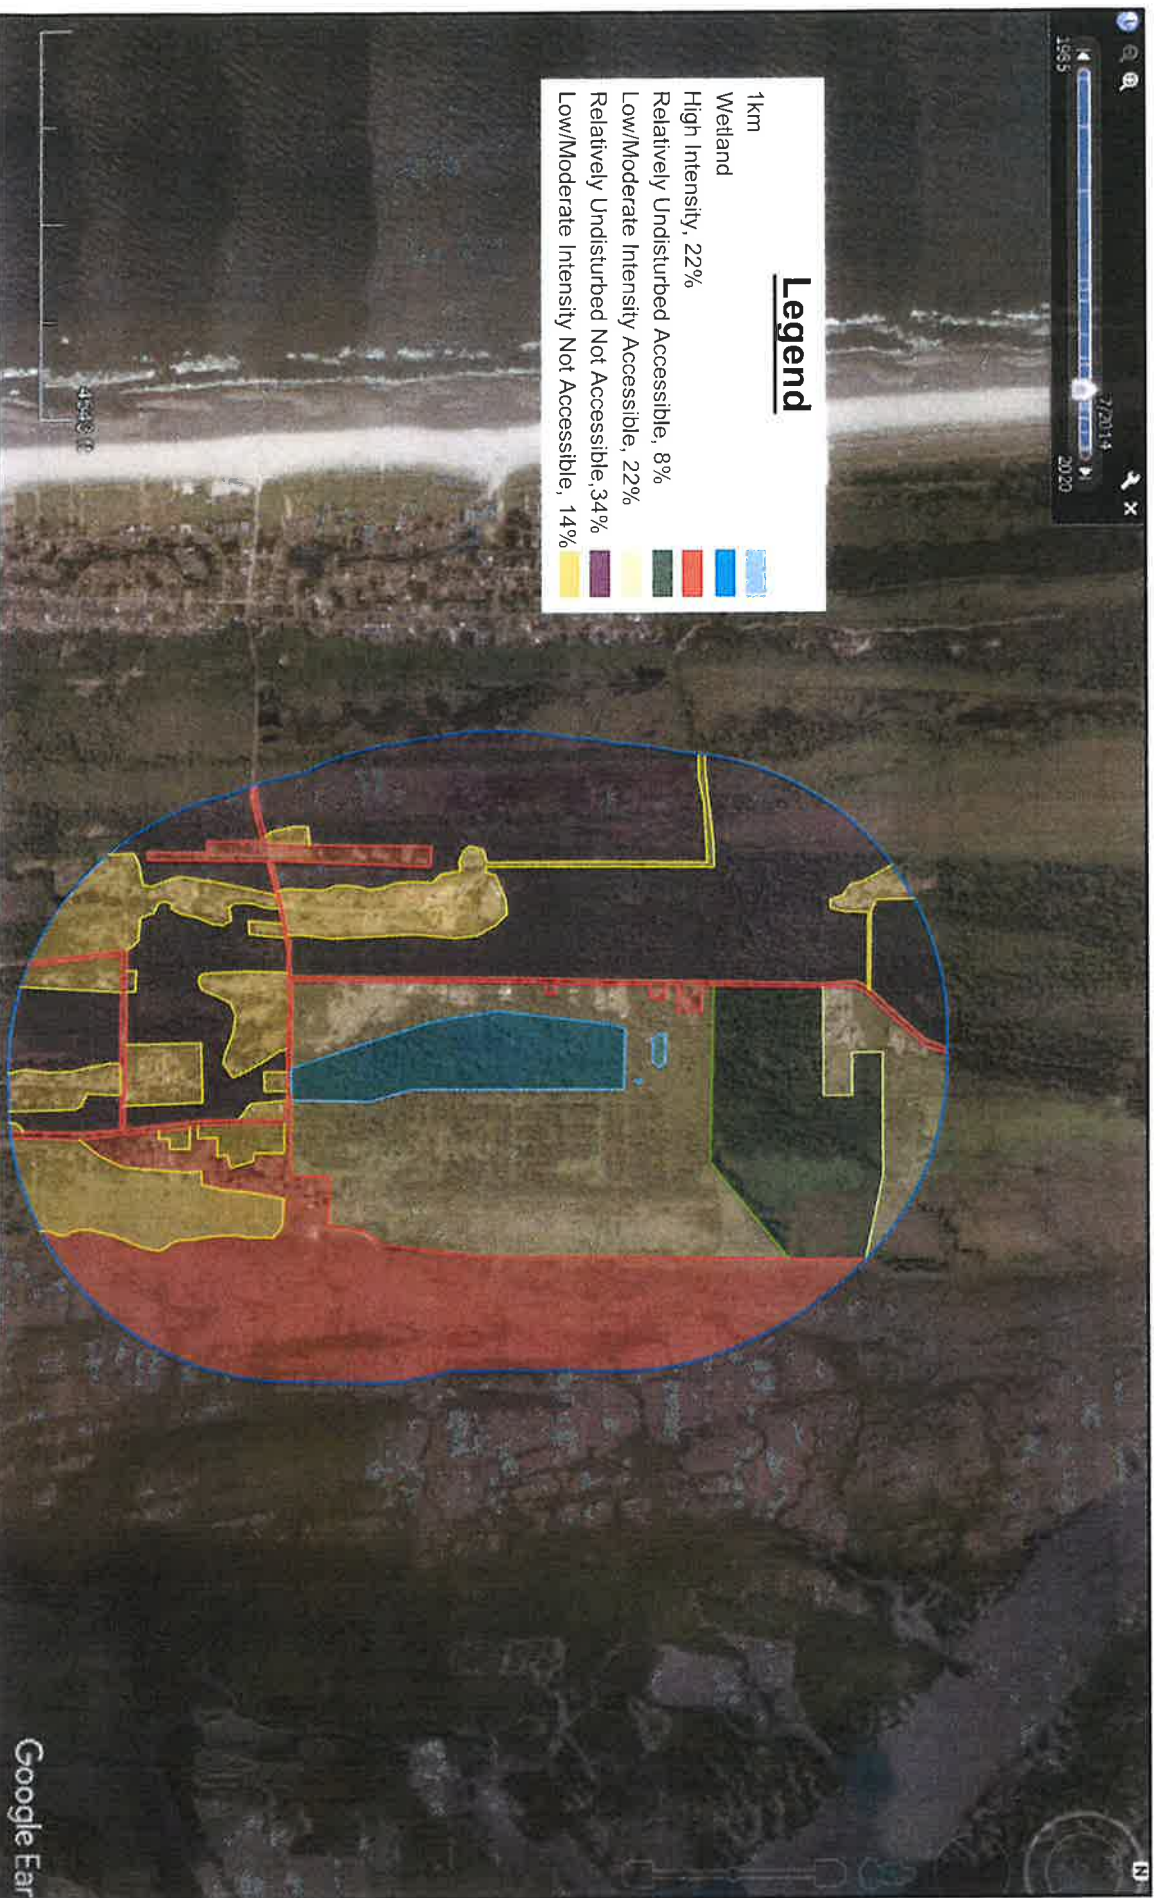 1985
7/2014
2020
Legend
1km
Wetland
High Intensity, 22%
Relatively Undisturbed Accessible, 8%
Low/Moderate Intensity Accessible, 22%
Relatively Undisturbed Not Accessible,34%
Low/Moderate Intensity Not Accessible, 14%
N
Google Ear